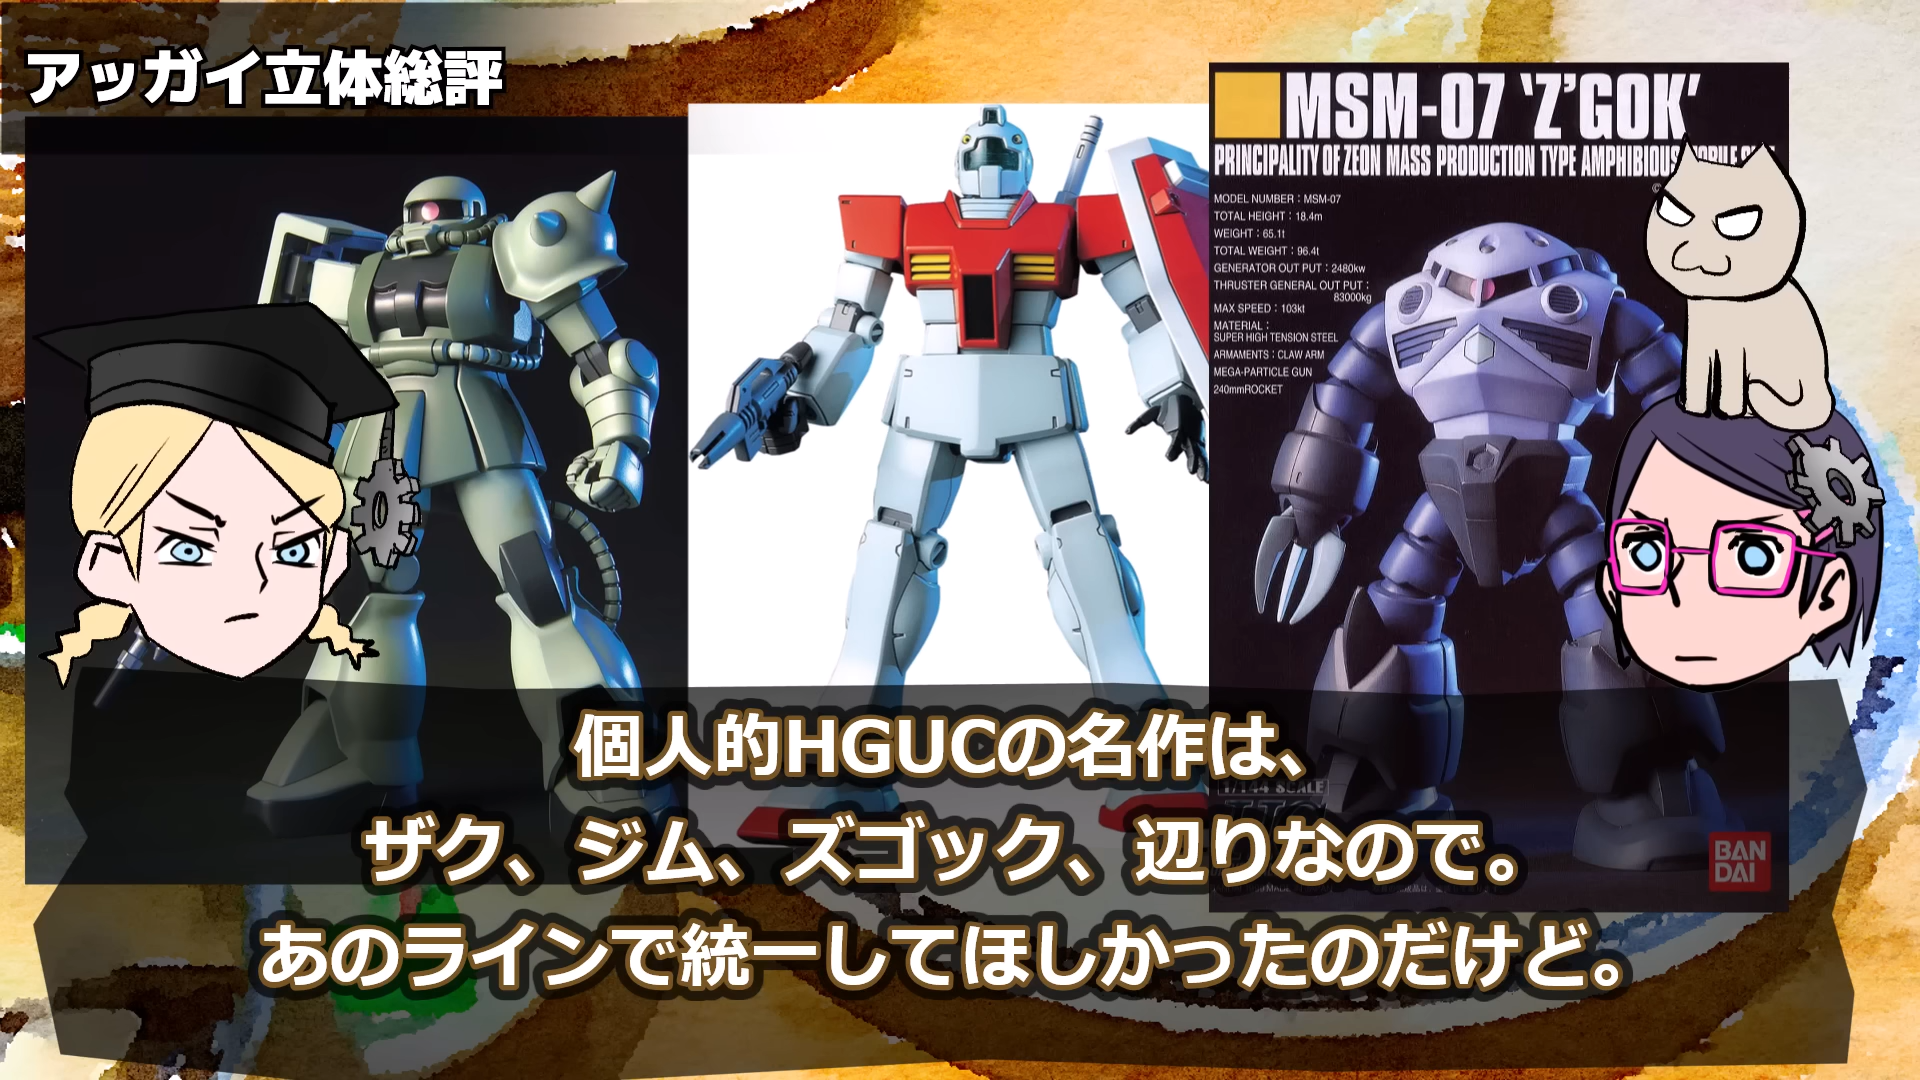 アッガイ立体総評
MSM-07 'Z'GOK'
PRINCIPALITY OF ZEON MASS PRODUCTION TYPE AMPHIBIOUS
MODEL NUMBER：MSM-07
TOTAL HEIGHT：18.4m
WEIGHT：65.1t
TOTAL WEIGHT：96.4t
GENERATOR OUT PUT：2480kw
THRUSTER GENERAL OUT PUT：
83000kg
MAX SPEED：103kt
MATERIAL：
SUPER HIGH TENSION STEEL
ARMAMENTS：CLAW ARM
MEGA-PARTICLE GUN
240mmROCKET
個人的HGUCの名作は、
1/144 SCALE
ザク、ジム、ズゴック、辺りなので。
BAN
DAI
あのラインで統一してほしかったのだけど。